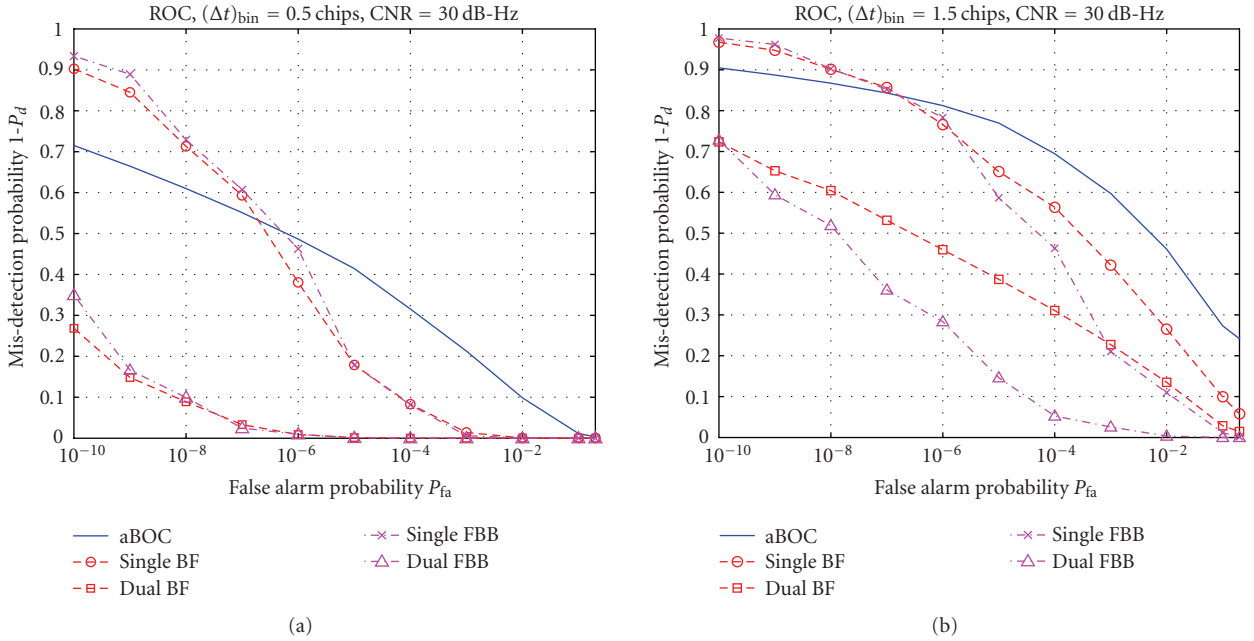 ROC, (Δt)bin = 0.5 chips, CNR = 30 dB-Hz
1
0.9
0.8
0.7
0.6
0.5
0.4
0.3
0.2
0.1
0
Mis-detection probability 1-Pd
10−10
10−8
10−6
10−4
10−2
False alarm probability Pfa
aBOC
Single BF
Dual BF
Single FBB
Dual FBB
(a)
ROC, (Δt)bin = 1.5 chips, CNR = 30 dB-Hz
1
0.9
0.8
0.7
0.6
0.5
0.4
0.3
0.2
0.1
0
Mis-detection probability 1-Pd
10−10
10−8
10−6
10−4
10−2
False alarm probability Pfa
aBOC
Single BF
Dual BF
Single FBB
Dual FBB
(b)